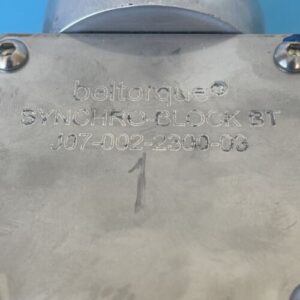 beltorque®
SYNCHRO-BLOCK BT
J07-002-2300-03
1